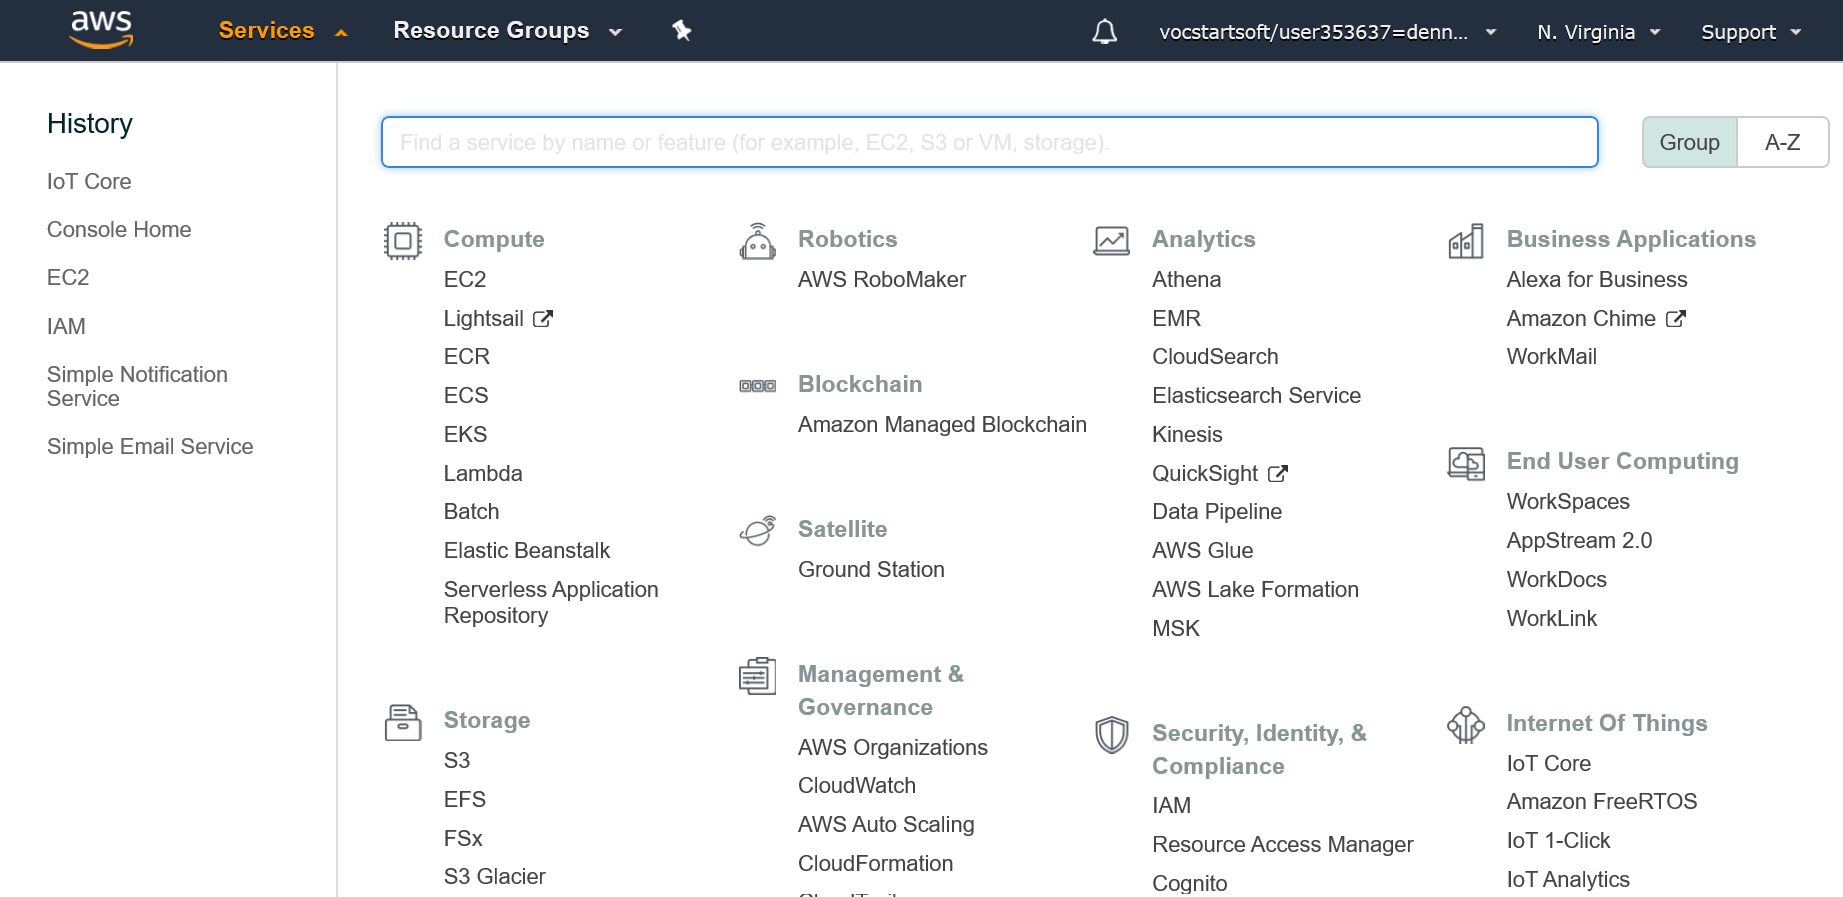 aws
Services
Resource Groups
vocstartsoft/user353637=denn...
N. Virginia
Support
History
IoT Core
Console Home
EC2
IAM
Simple Notification
Service
Simple Email Service
Find a service by name or feature (for example, EC2, S3 or VM, storage).
Group
A-Z
Compute
EC2
Lightsail
ECR
ECS
EKS
Lambda
Batch
Elastic Beanstalk
Serverless Application
Repository
Storage
S3
EFS
FSx
S3 Glacier
Robotics
AWS RoboMaker
Blockchain
Amazon Managed Blockchain
Satellite
Ground Station
Management &
Governance
AWS Organizations
CloudWatch
AWS Auto Scaling
CloudFormation
Analytics
Athena
EMR
CloudSearch
Elasticsearch Service
Kinesis
QuickSight
Data Pipeline
AWS Glue
AWS Lake Formation
MSK
Security, Identity, &
Compliance
IAM
Resource Access Manager
Cognito
Business Applications
Alexa for Business
Amazon Chime
WorkMail
End User Computing
WorkSpaces
AppStream 2.0
WorkDocs
WorkLink
Internet Of Things
IoT Core
Amazon FreeRTOS
IoT 1-Click
IoT Analytics